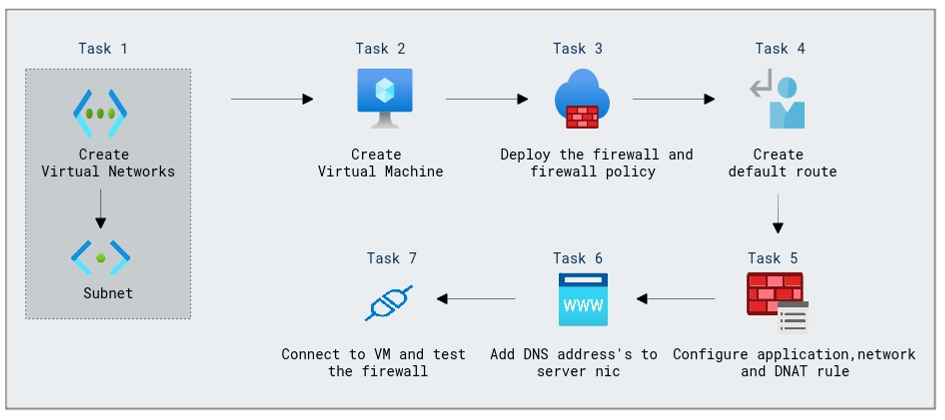 Task 1
Create
Virtual Networks
Subnet
Task 2
Create
Virtual Machine
Task 3
Deploy the firewall and
firewall policy
Task 4
Create
default route
Task 5
Configure application,network
and DNAT rule
Task 6
WWW
Add DNS address's to
server nic
Task 7
Connect to VM and test
the firewall